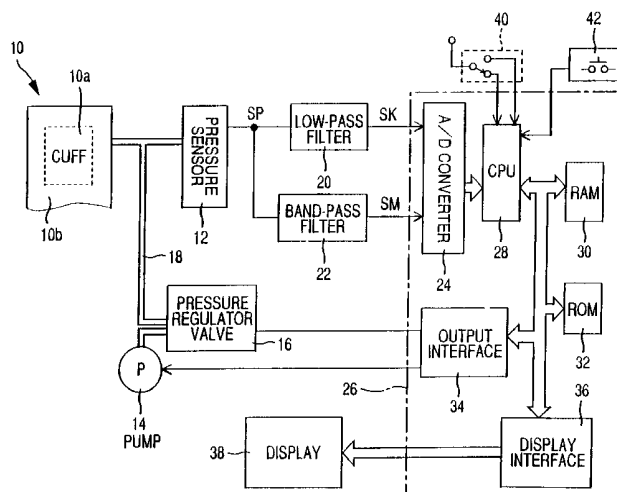 10
10a
CUFF
10b
PRESSURE
SENSOR
12
18
SP
LOW-PASS
FILTER
20
SK
BAND-PASS
FILTER
22
SM
A/D CONVERTER
24
40
42
CPU
28
RAM
30
ROM
32
PRESSURE
REGULATOR
VALVE
16
P
14
PUMP
OUTPUT
INTERFACE
34
26
36
DISPLAY
INTERFACE
38
DISPLAY